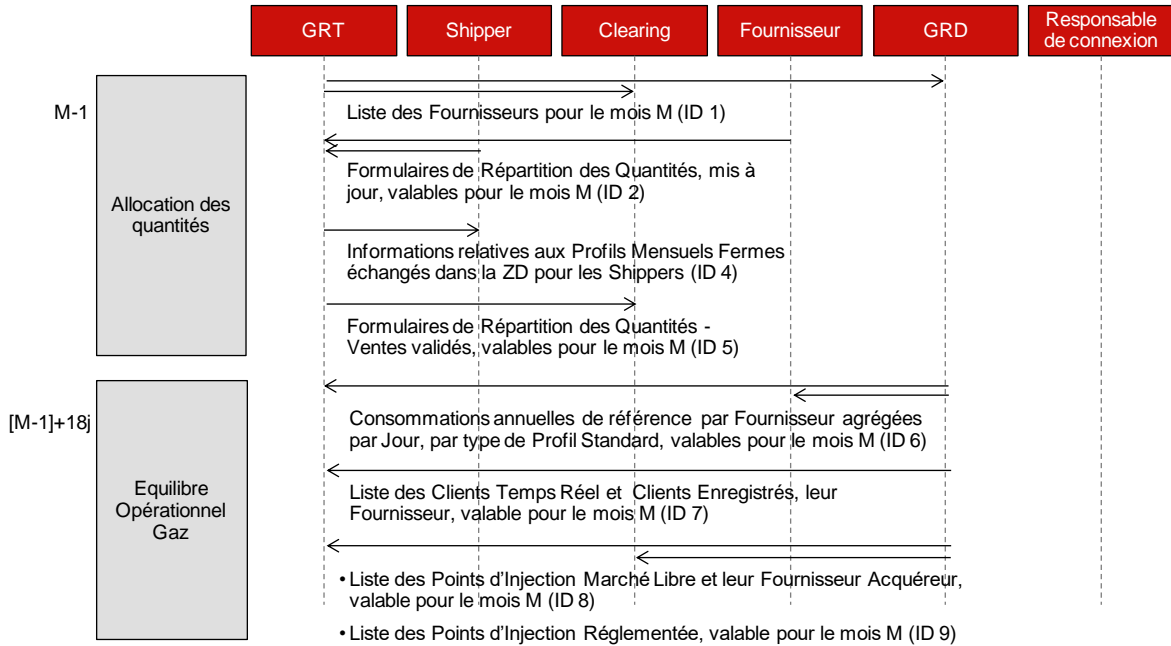 GRT
Shipper
Clearing
Fournisseur
GRD
Responsable
de connexion
M-1
Allocation des
quantités
Liste des Fournisseurs pour le mois M (ID 1)
Formulaires de Répartition des Quantités, mis à
jour, valables pour le mois M (ID 2)
Informations relatives aux Profils Mensuels Fermes
échangés dans la ZD pour les Shippers (ID 4)
Formulaires de Répartition des Quantités -
Ventes validés, valables pour le mois M (ID 5)
[M-1]+18j
Equilibre
Opérationnel
Gaz
Consommations annuelles de référence par Fournisseur agrégées
par Jour, par type de Profil Standard, valables pour le mois M (ID 6)
Liste des Clients Temps Réel et Clients Enregistrés, leur
Fournisseur, valable pour le mois M (ID 7)
• Liste des Points d'Injection Marché Libre et leur Fournisseur Acquéreur,
valable pour le mois M (ID 8)
• Liste des Points d'Injection Réglementée, valable pour le mois M (ID 9)